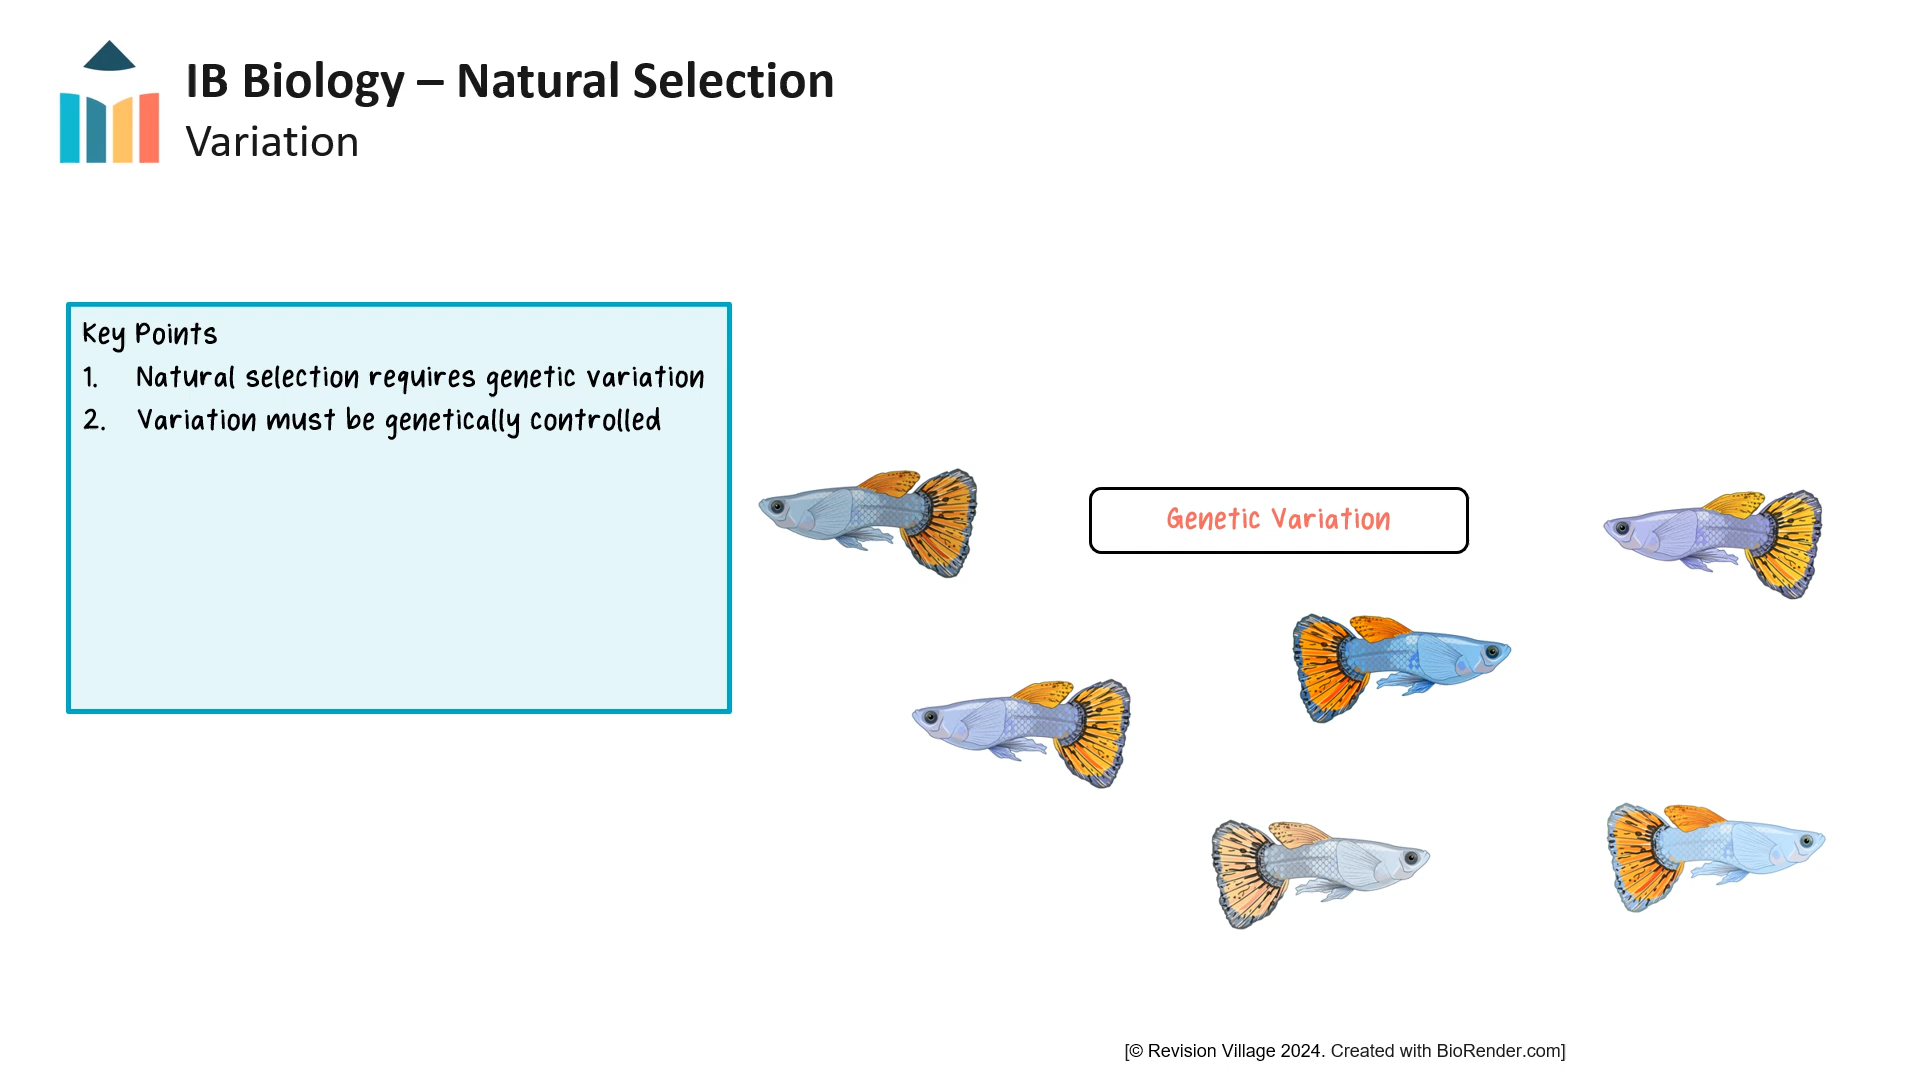 IB Biology – Natural Selection
Variation
Key Points
1. Natural selection requires genetic variation
2. Variation must be genetically controlled
Genetic Variation
[© Revision Village 2024. Created with BioRender.com]